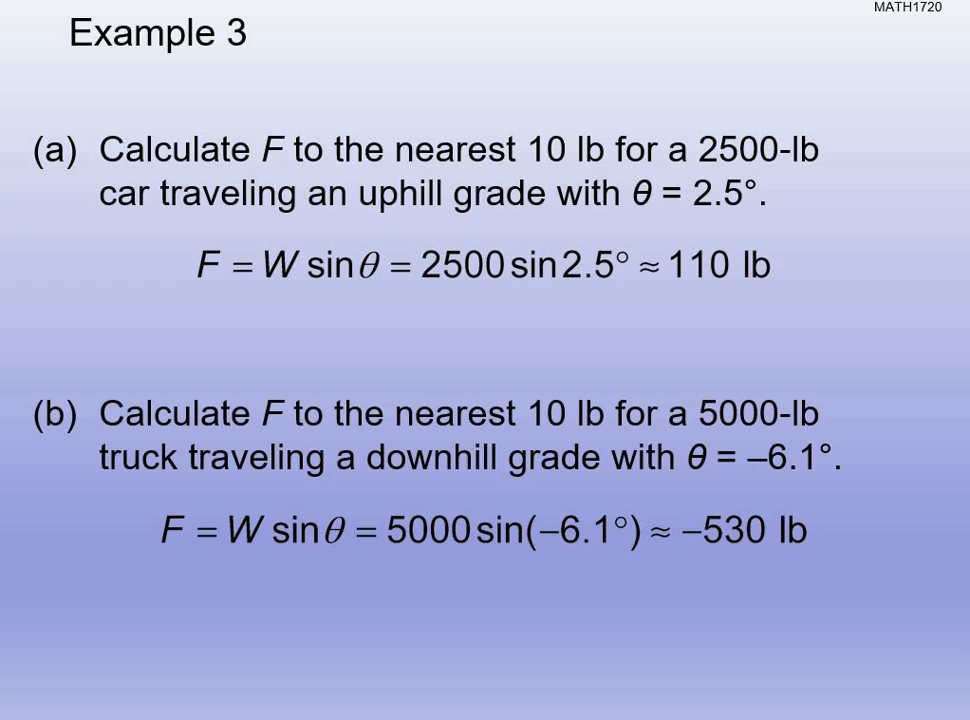 MATH1720
Example 3
(a) Calculate F to the nearest 10 lb for a 2500-lb
car traveling an uphill grade with θ = 2.5°.
F = W sin θ = 2500 sin 2.5° ≈ 110 lb
(b) Calculate F to the nearest 10 lb for a 5000-lb
truck traveling a downhill grade with θ = –6.1°.
F = W sin θ = 5000 sin(−6.1°) ≈ −530 lb